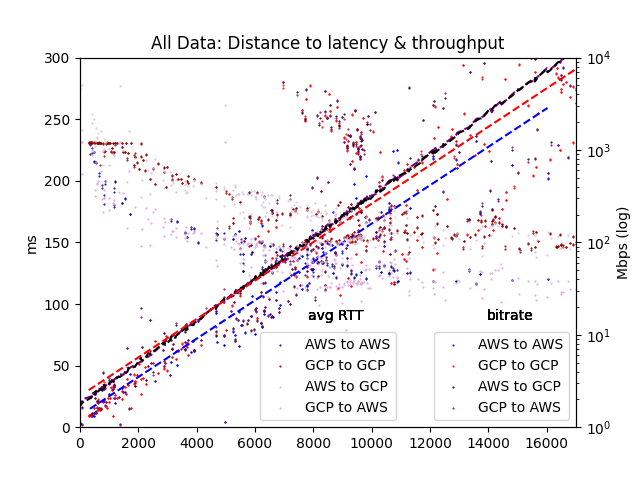 All Data: Distance to latency & throughput
300
250
200
150
100
50
0
ms
0
2000
4000
6000
8000
10000
12000
14000
16000
10^4
10^3
10^2
10^1
10^0
Mbps (log)
avg RTT
AWS to AWS
GCP to GCP
AWS to GCP
GCP to AWS
bitrate
AWS to AWS
GCP to GCP
AWS to GCP
GCP to AWS